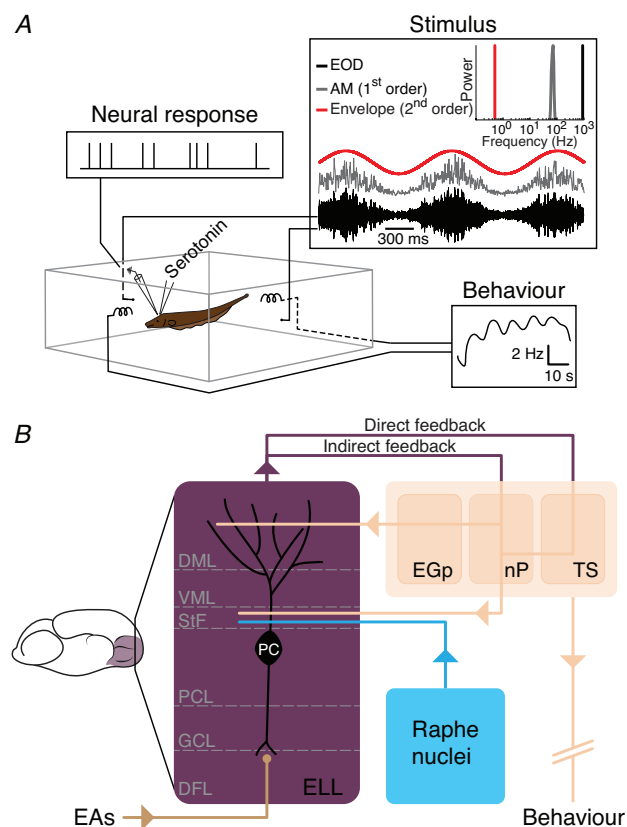 A
Stimulus
EOD
AM (1st order)
Envelope (2nd order)
Power
10^0 10^1 10^2 10^3
Frequency (Hz)
300 ms
Neural response
Serotonin
Behaviour
2 Hz
10 s
B
Direct feedback
Indirect feedback
DML
VML
StF
PC
PCL
GCL
DFL
ELL
EGp
nP
TS
Raphe
nuclei
EAs
Behaviour